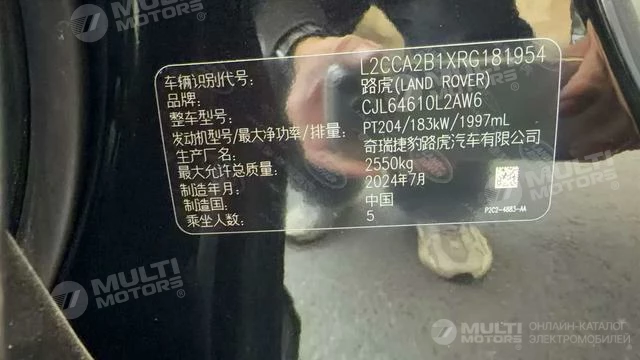 MULTI MOTORS
车辆识别代号: L2CCA2B1XRG181954
品牌: 路虎(LAND ROVER)
整车型号: CJL6461OL2AW6
发动机型号/最大净功率/排量: PT204/183kW/1997mL
生产厂名: 奇瑞捷豹路虎汽车有限公司
最大允许总质量: 2550kg
制造年月: 2024年7月
制造国: 中国
乘坐人数: 5
P2C2-4883-AA
MULTI MOTORS
MULTI MOTORS
ОНЛАЙН-КАТАЛОГ
ЭЛЕКТРОМОБИЛЕЙ